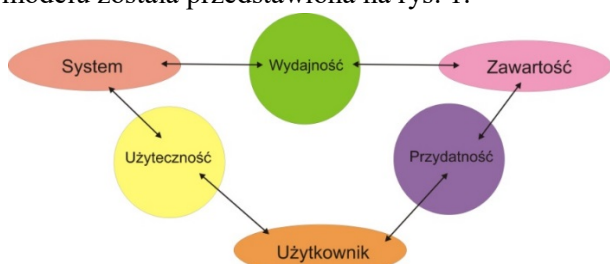 modelu została przedstawiona na rys. 1.
System
Wydajność
Zawartość
Użyteczność
Przydatność
Użytkownik